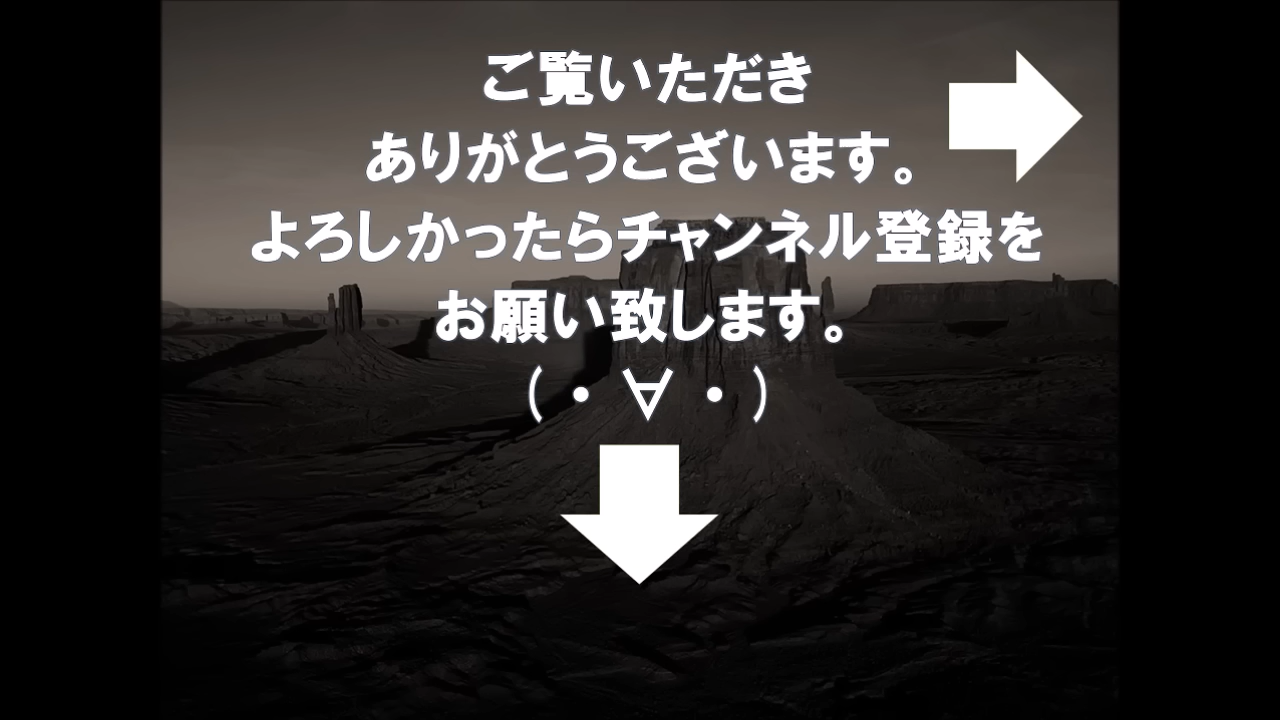 ご覧いただき
ありがとうございます。
よろしかったらチャンネル登録を
お願い致します。
(・∀・)